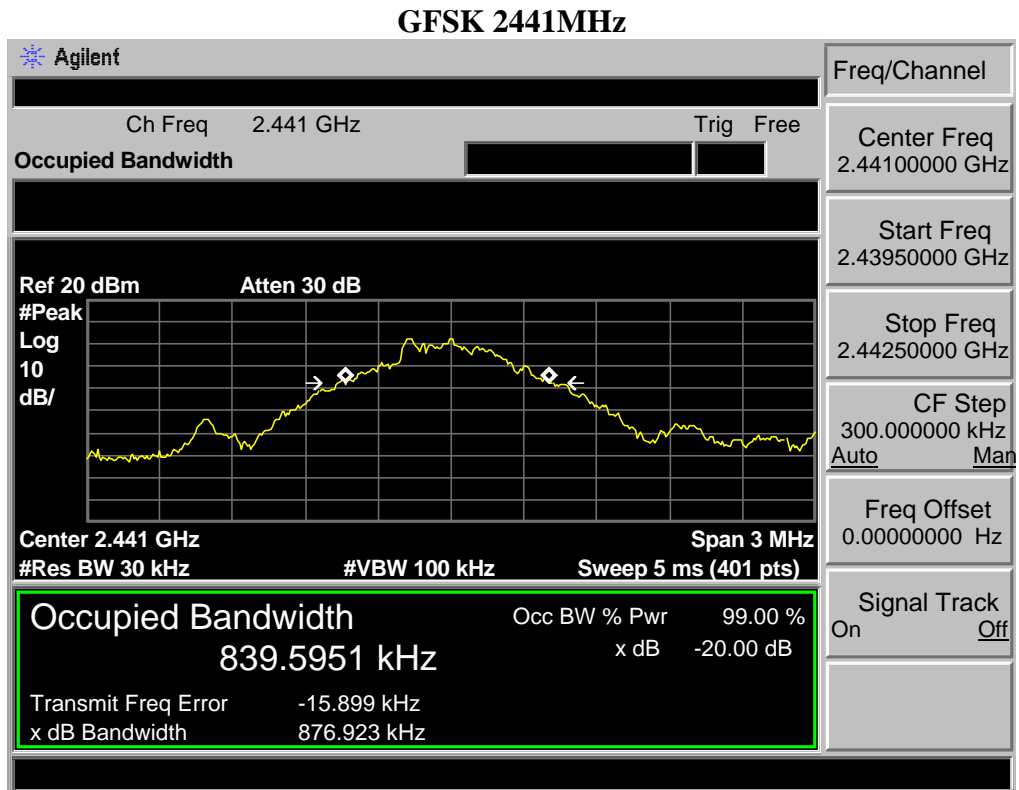 GFSK 2441MHz
Agilent
Freq/Channel
Ch Freq 2.441 GHz Trig Free
Occupied Bandwidth
Center Freq
2.44100000 GHz
Start Freq
2.43950000 GHz
Ref 20 dBm Atten 30 dB
#Peak
Log
10
dB/
Stop Freq
2.44250000 GHz
CF Step
300.000000 kHz
Auto Man
Freq Offset
0.00000000 Hz
Center 2.441 GHz Span 3 MHz
#Res BW 30 kHz #VBW 100 kHz Sweep 5 ms (401 pts)
Signal Track
On Off
Occupied Bandwidth
839.5951 kHz
Occ BW % Pwr 99.00 %
x dB -20.00 dB
Transmit Freq Error -15.899 kHz
x dB Bandwidth 876.923 kHz